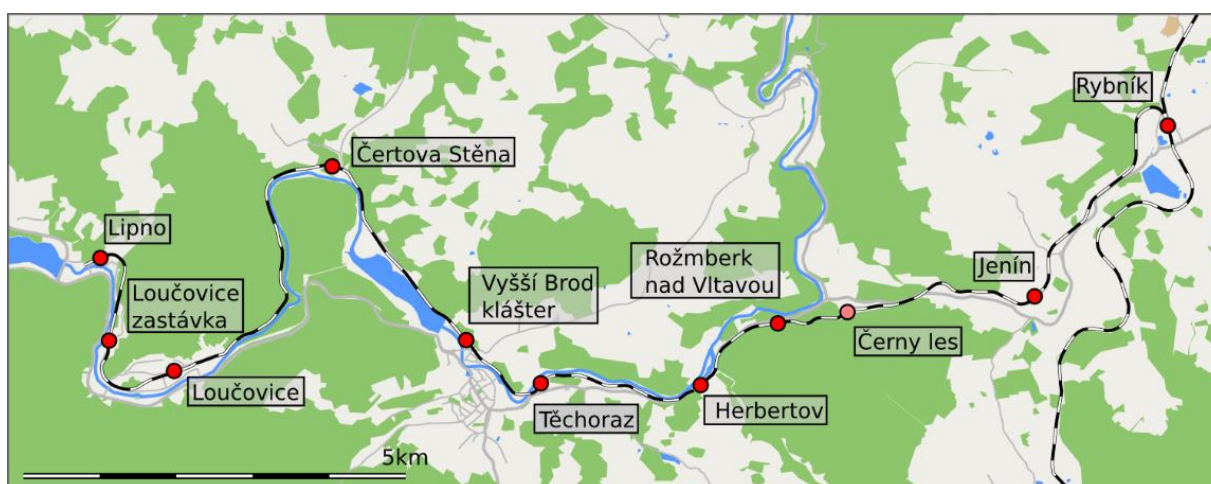 Rybník
Čertova Stěna
Lipno
Rožmberk
nad Vltavou
Jenín
Vyšší Brod
klášter
Loučovice
zastávka
Černy les
Loučovice
Těchoraz
Herbertov
5km